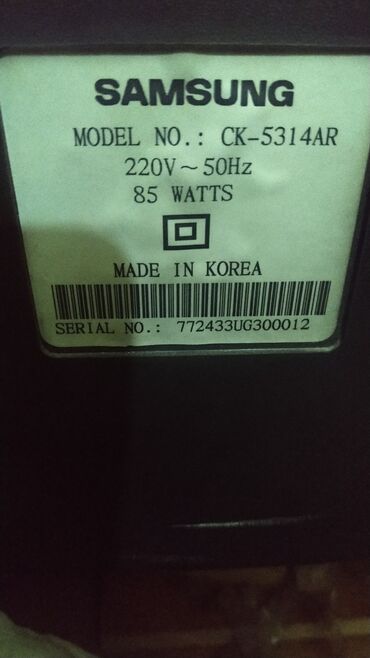 SAMSUNG
MODEL NO.: CK-5314AR
220V~50Hz
85 WATTS
MADE IN KOREA
SERIAL NO.: 772433UG300012